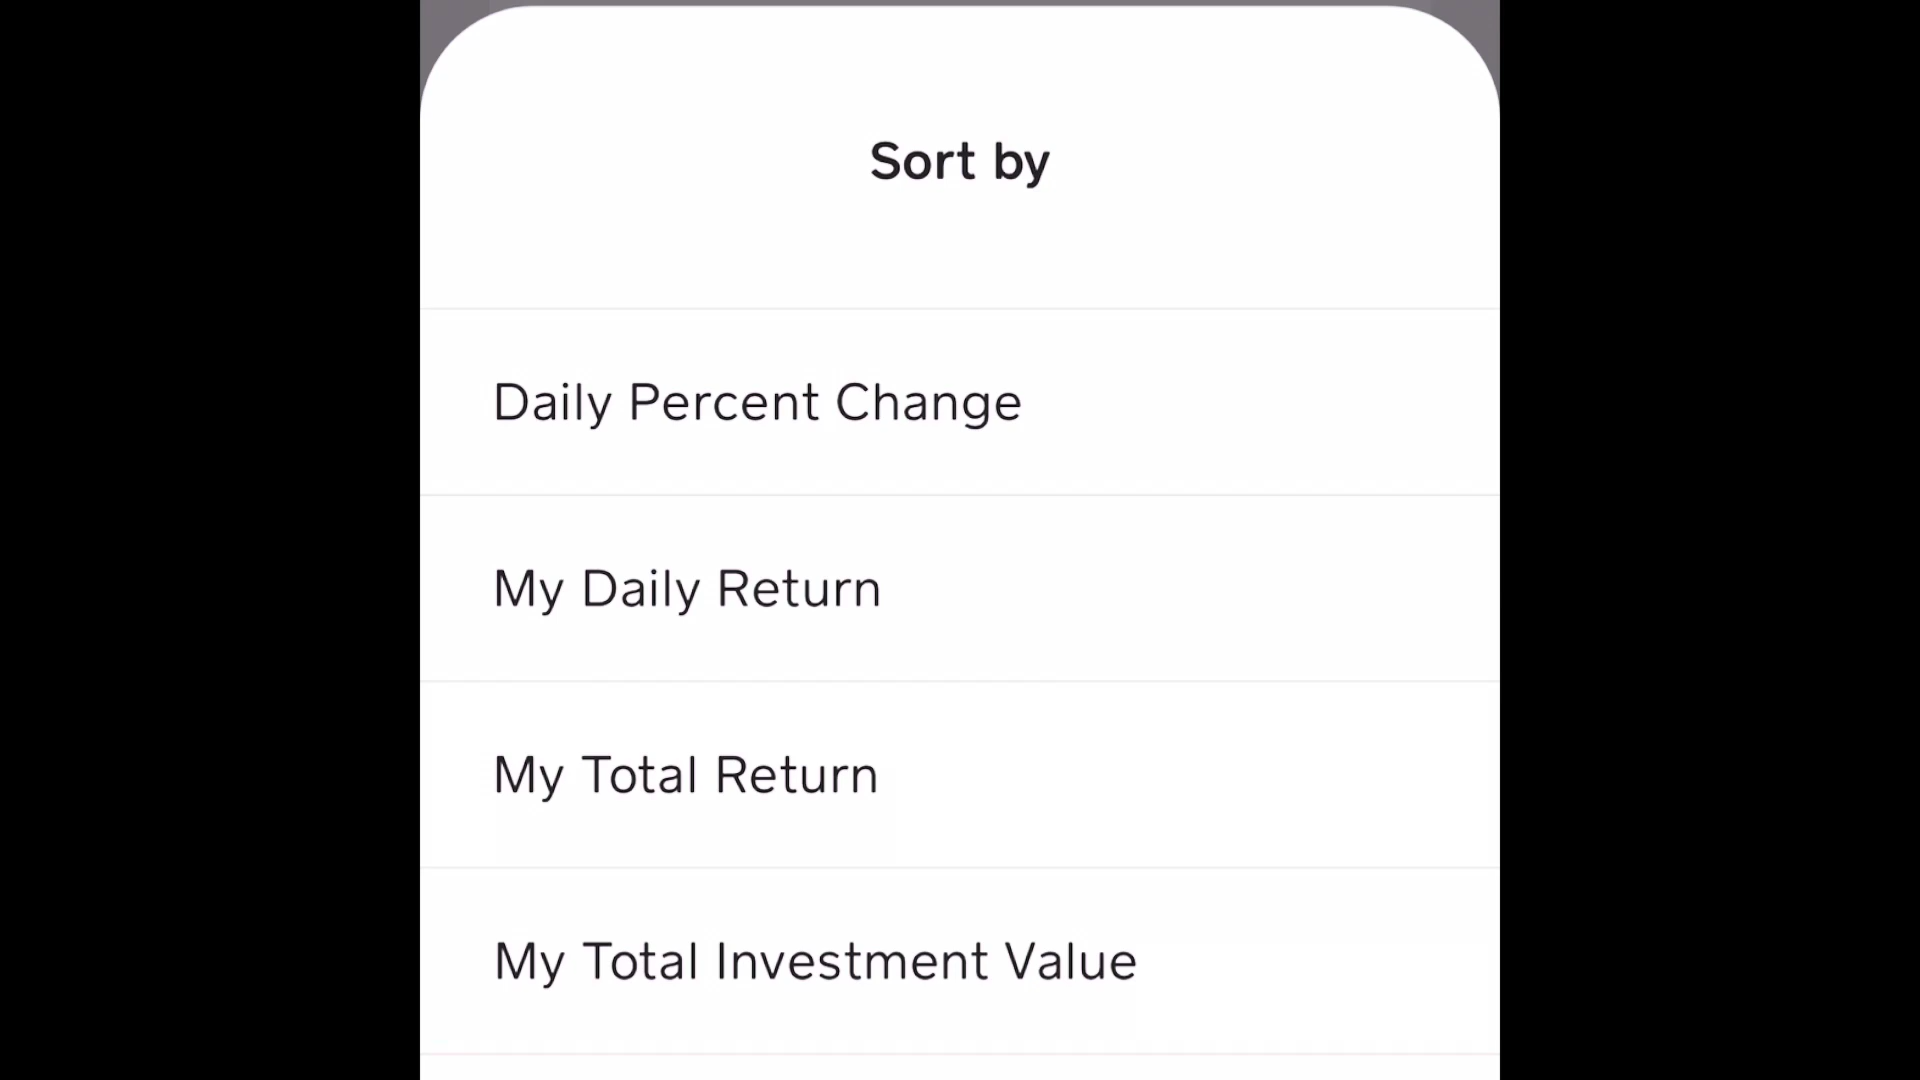 Sort by
Daily Percent Change
My Daily Return
My Total Return
My Total Investment Value